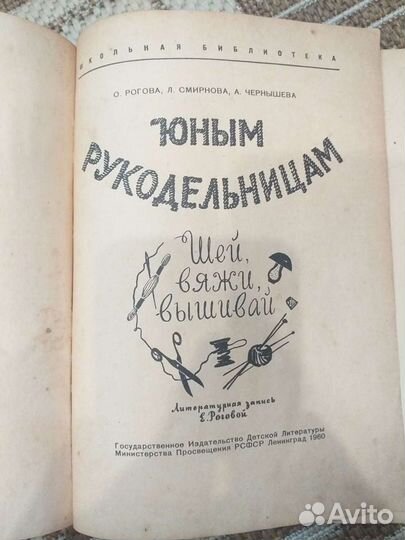 ШКОЛЬНАЯ БИБЛИОТЕКА
О. РОГОВА, Л. СМИРНОВА, А. ЧЕРНЫШЕВА
ЮНЫМ
РУКОДЕЛЬНИЦАМ
Шей,
вяжи,
вышивай
Литературная запись
Е. Роговой
Государственное Издательство Детской Литературы
Министерства Просвещения РСФСР Ленинград 1960
Avito